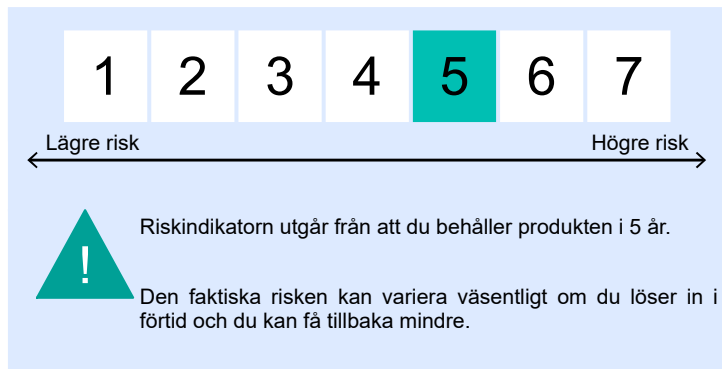 1 2 3 4 5 6 7
Lägre risk Högre risk
!
Riskindikatorn utgår från att du behåller produkten i 5 år.
Den faktiska risken kan variera väsentligt om du löser in i
förtid och du kan få tillbaka mindre.